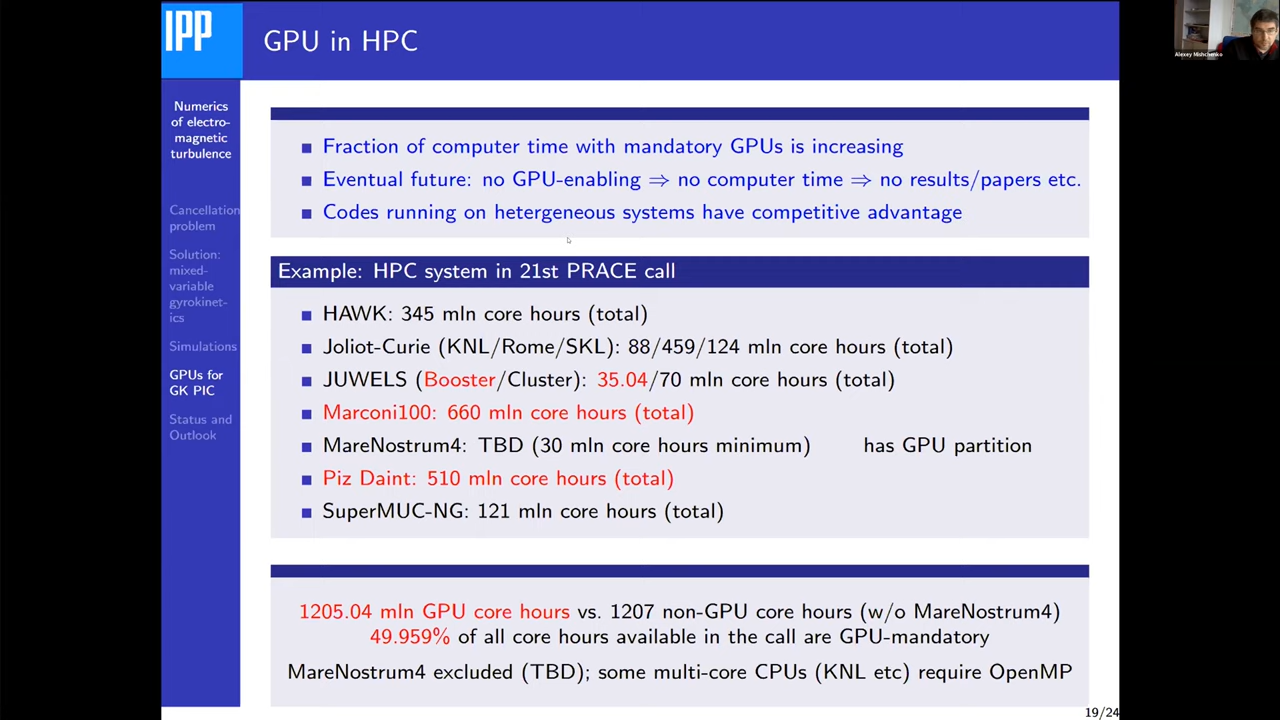 IPP
GPU in HPC
Alexey Mishchenko
Numerics
of electro-
magnetic
turbulence
Cancellation
problem
Solution:
mixed-
variable
gyrokinet-
ics
Simulations
GPUs for
GK PIC
Status and
Outlook
Fraction of computer time with mandatory GPUs is increasing
Eventual future: no GPU-enabling ⇒ no computer time ⇒ no results/papers etc.
Codes running on hetergeneous systems have competitive advantage
Example: HPC system in 21st PRACE call
HAWK: 345 mln core hours (total)
Joliot-Curie (KNL/Rome/SKL): 88/459/124 mln core hours (total)
JUWELS (Booster/Cluster): 35.04/70 mln core hours (total)
Marconi100: 660 mln core hours (total)
MareNostrum4: TBD (30 mln core hours minimum) has GPU partition
Piz Daint: 510 mln core hours (total)
SuperMUC-NG: 121 mln core hours (total)
1205.04 mln GPU core hours vs. 1207 non-GPU core hours (w/o MareNostrum4)
49.959% of all core hours available in the call are GPU-mandatory
MareNostrum4 excluded (TBD); some multi-core CPUs (KNL etc) require OpenMP
19/24